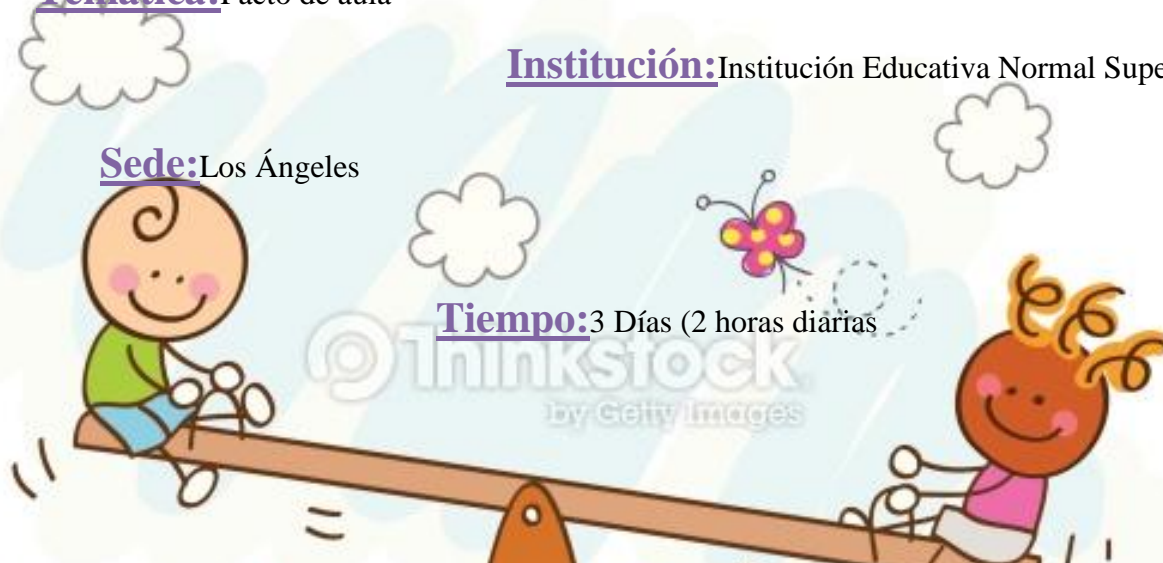 Temática:Pacto de aula
Institución:Institución Educativa Normal
Sede:Los Ángeles
Tiempo:3 Días (2 horas diarias
Thinkstock
by Getty Images